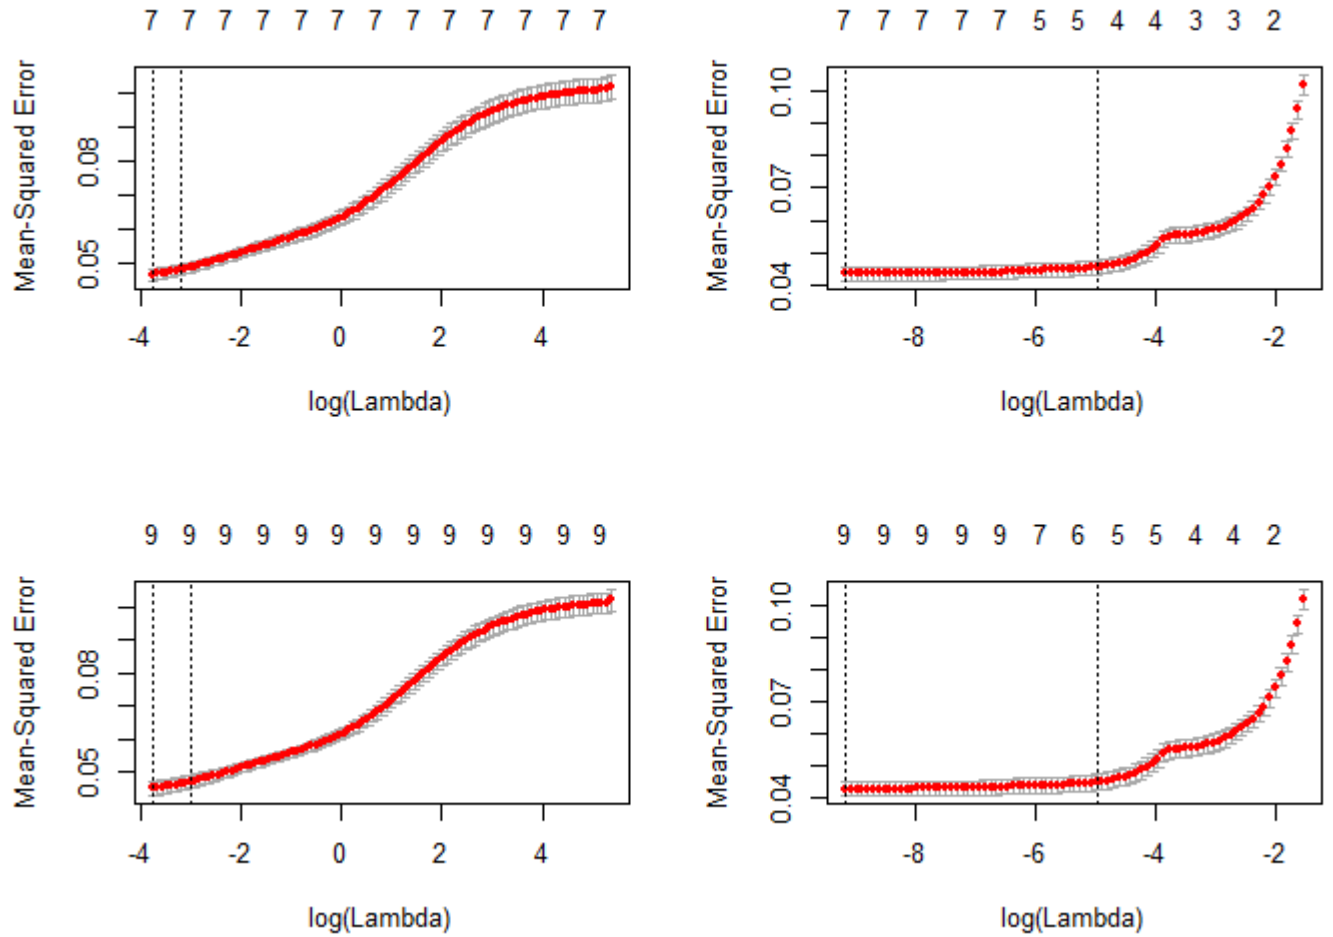 7 7 7 7 7 7 7 7 7 7 7 7 7
Mean-Squared Error
0.05 0.08
-4 -2 0 2 4
log(Lambda)
7 7 7 7 7 5 5 4 4 3 3 2
Mean-Squared Error
0.04 0.07 0.10
-8 -6 -4 -2
log(Lambda)
9 9 9 9 9 9 9 9 9 9 9 9 9
Mean-Squared Error
0.05 0.08
-4 -2 0 2 4
log(Lambda)
9 9 9 9 9 7 6 5 5 4 4 2
Mean-Squared Error
0.04 0.07 0.10
-8 -6 -4 -2
log(Lambda)